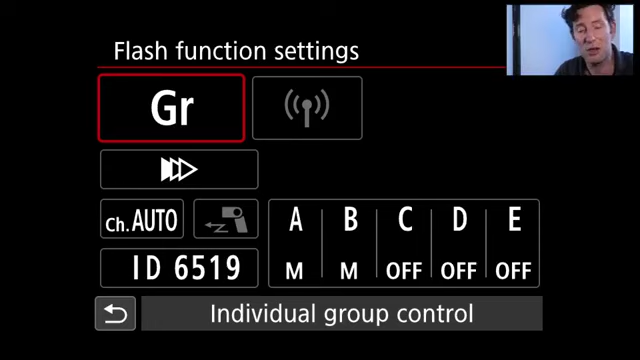 Flash function settings
Gr
Ch.AUTO
A B C D E
M M OFF OFF OFF
ID 6519
Individual group control